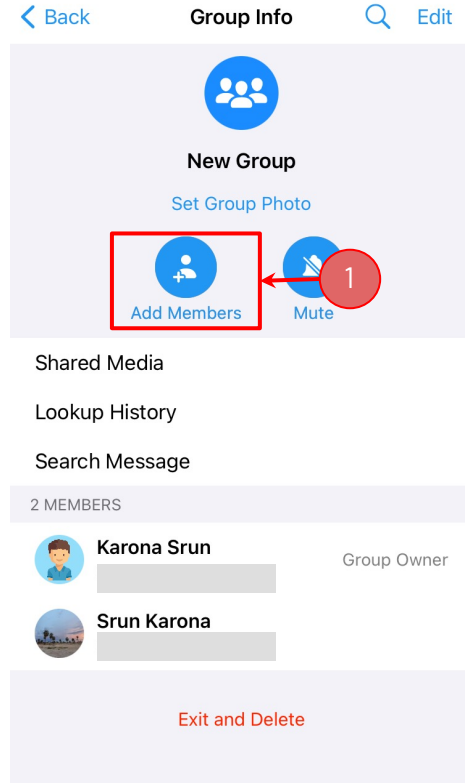 Back Group Info Edit
New Group
Set Group Photo
1
Add Members Mute
Shared Media
Lookup History
Search Message
2 MEMBERS
Karona Srun
Group Owner
Srun Karona
Exit and Delete